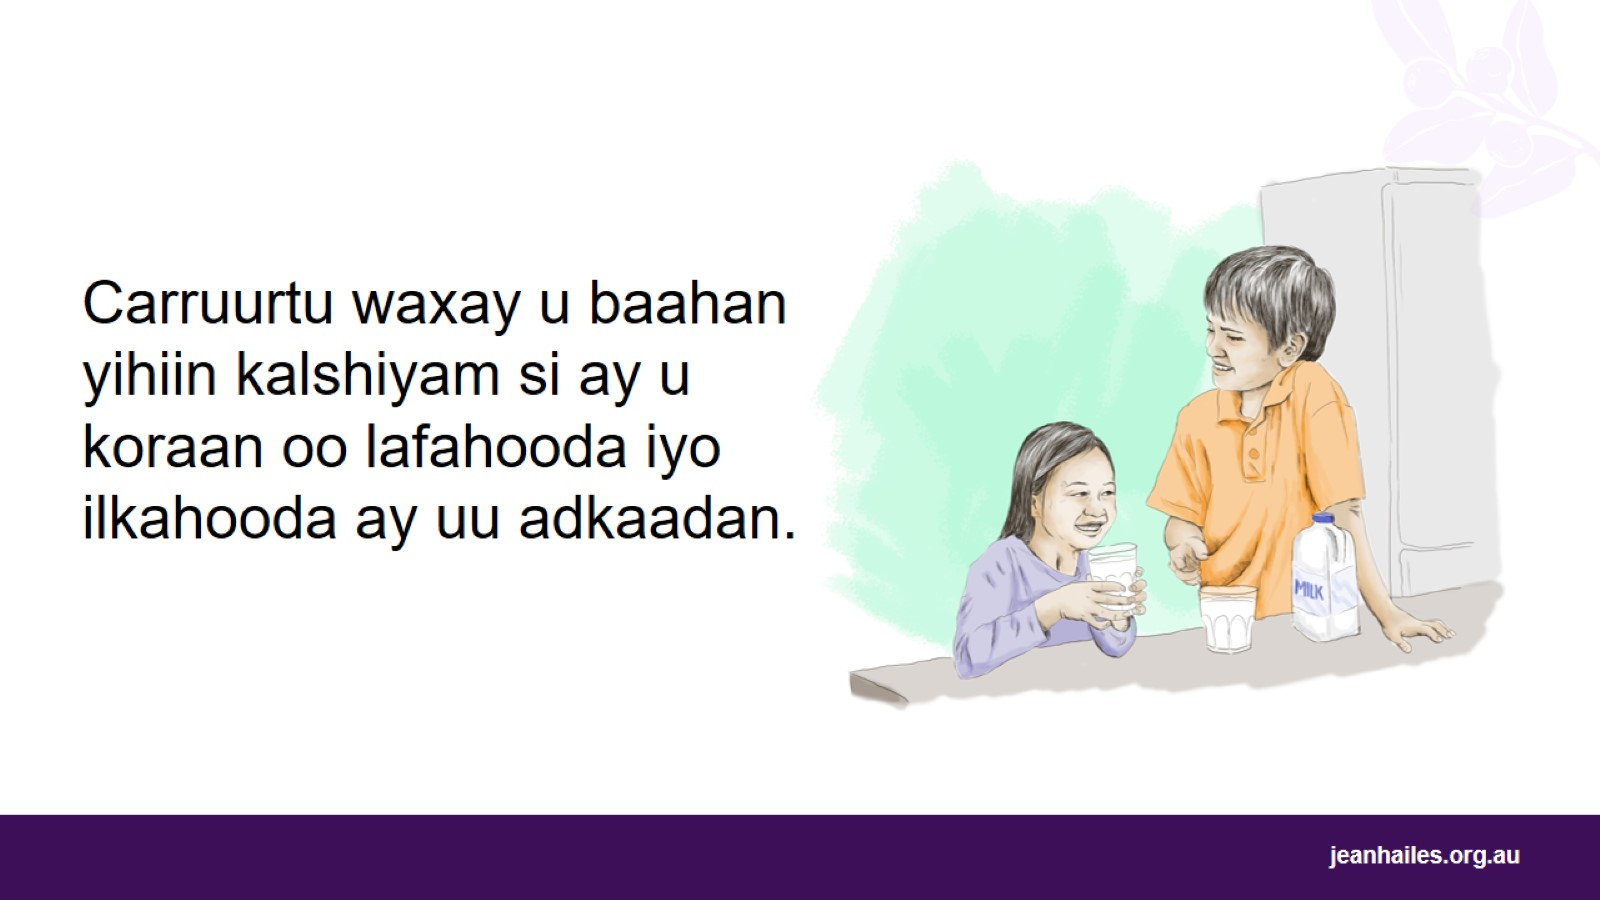 Carruurtu waxay u baahan
yihiin kalshiyam si ay u
koraan oo lafahooda iyo
ilkahooda ay uu adkaadan.
MILK
jeanhailes.org.au